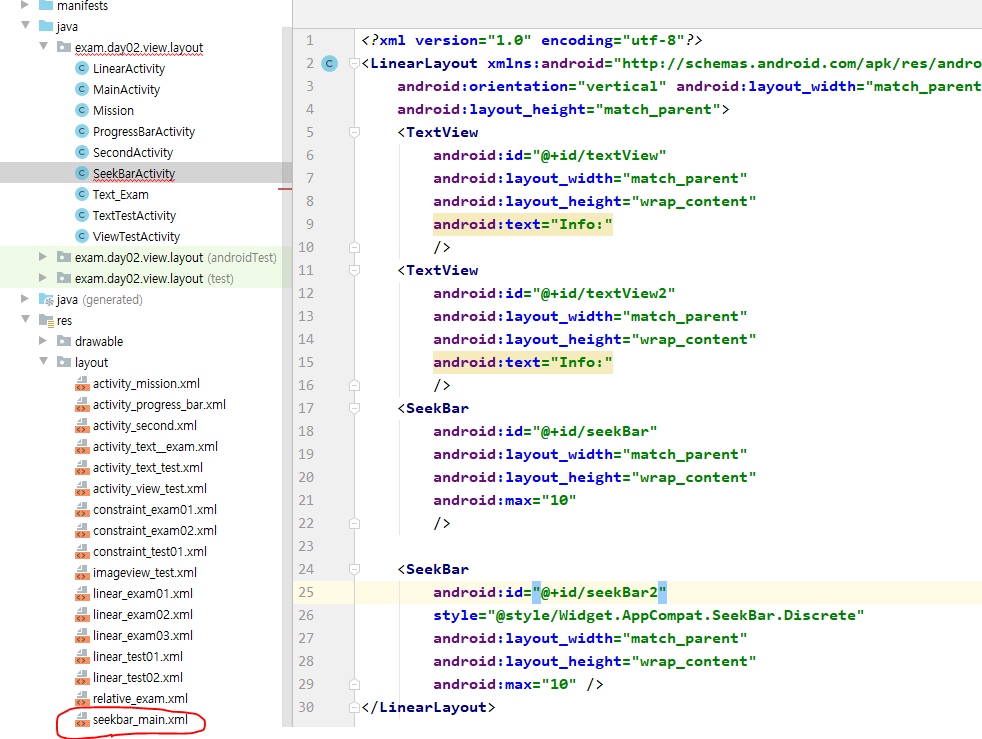 manifests
java
exam.day02.view.layout
LinearActivity
MainActivity
Mission
ProgressBarActivity
SecondActivity
SeekBarActivity
Text_Exam
TextTestActivity
ViewTestActivity
exam.day02.view.layout (androidTest)
exam.day02.view.layout (test)
java (generated)
res
drawable
layout
activity_mission.xml
activity_progress_bar.xml
activity_second.xml
activity_text__exam.xml
activity_text_test.xml
activity_view_test.xml
constraint_exam01.xml
constraint_exam02.xml
constraint_test01.xml
imageview_test.xml
linear_exam01.xml
linear_exam02.xml
linear_exam03.xml
linear_test01.xml
linear_test02.xml
relative_exam.xml
seekbar_main.xml
1 <?xml version="1.0" encoding="utf-8"?>
2 C <LinearLayout xmlns:android="http://schemas.android.com/apk/res/andro
3 android:orientation="vertical" android:layout_width="match_parent
4 android:layout_height="match_parent">
5 <TextView
6 android:id="@+id/textView"
7 android:layout_width="match_parent"
8 android:layout_height="wrap_content"
9 android:text="Info:"
10 />
11 <TextView
12 android:id="@+id/textView2"
13 android:layout_width="match_parent"
14 android:layout_height="wrap_content"
15 android:text="Info:"
16 />
17 <SeekBar
18 android:id="@+id/seekBar"
19 android:layout_width="match_parent"
20 android:layout_height="wrap_content"
21 android:max="10"
22 />
23
24 <SeekBar
25 android:id="@+id/seekBar2"
26 style="@style/Widget.AppCompat.SeekBar.Discrete"
27 android:layout_width="match_parent"
28 android:layout_height="wrap_content"
29 android:max="10" />
30 </LinearLayout>